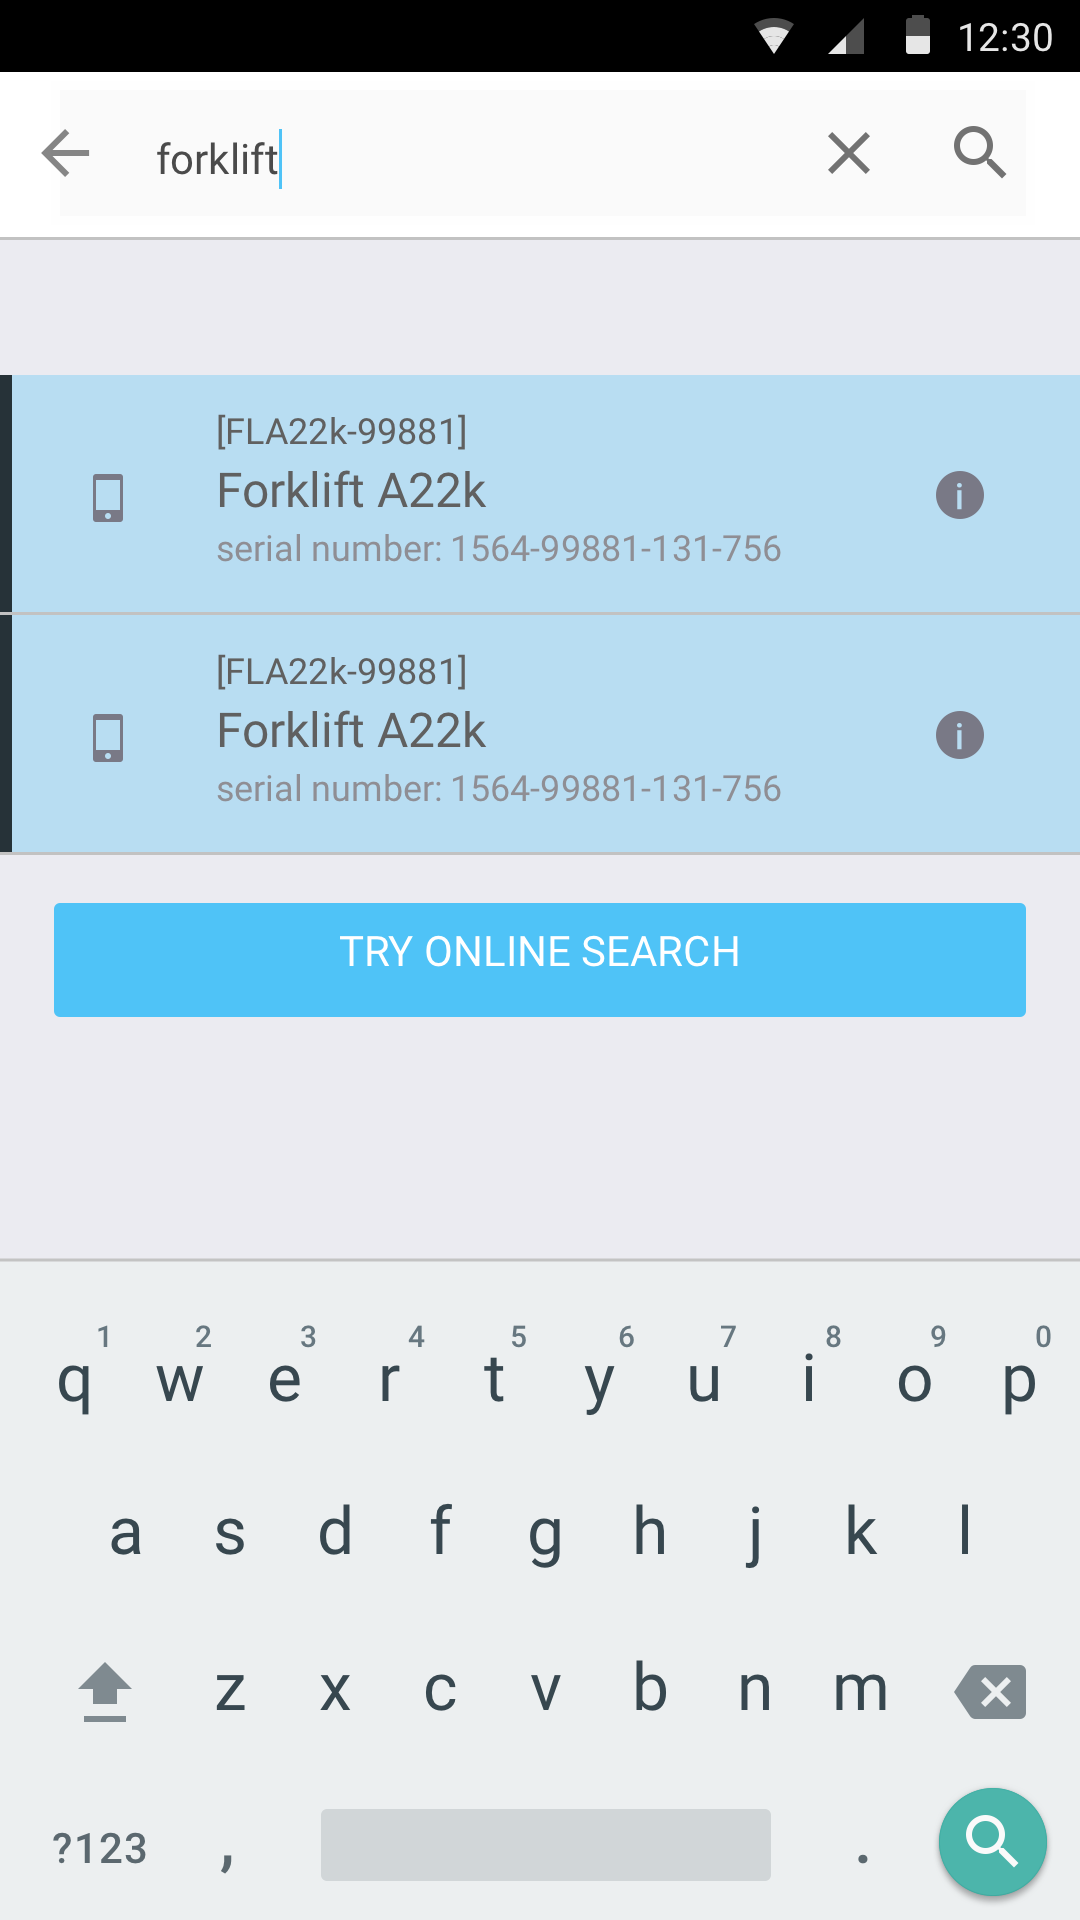 12:30
forklift
[FLA22k-99881]
Forklift A22k
serial number: 1564-99881-131-756
[FLA22k-99881]
Forklift A22k
serial number: 1564-99881-131-756
TRY ONLINE SEARCH
1 2 3 4 5 6 7 8 9 0
q w e r t y u i o p
a s d f g h j k l
z x c v b n m
?123 , .